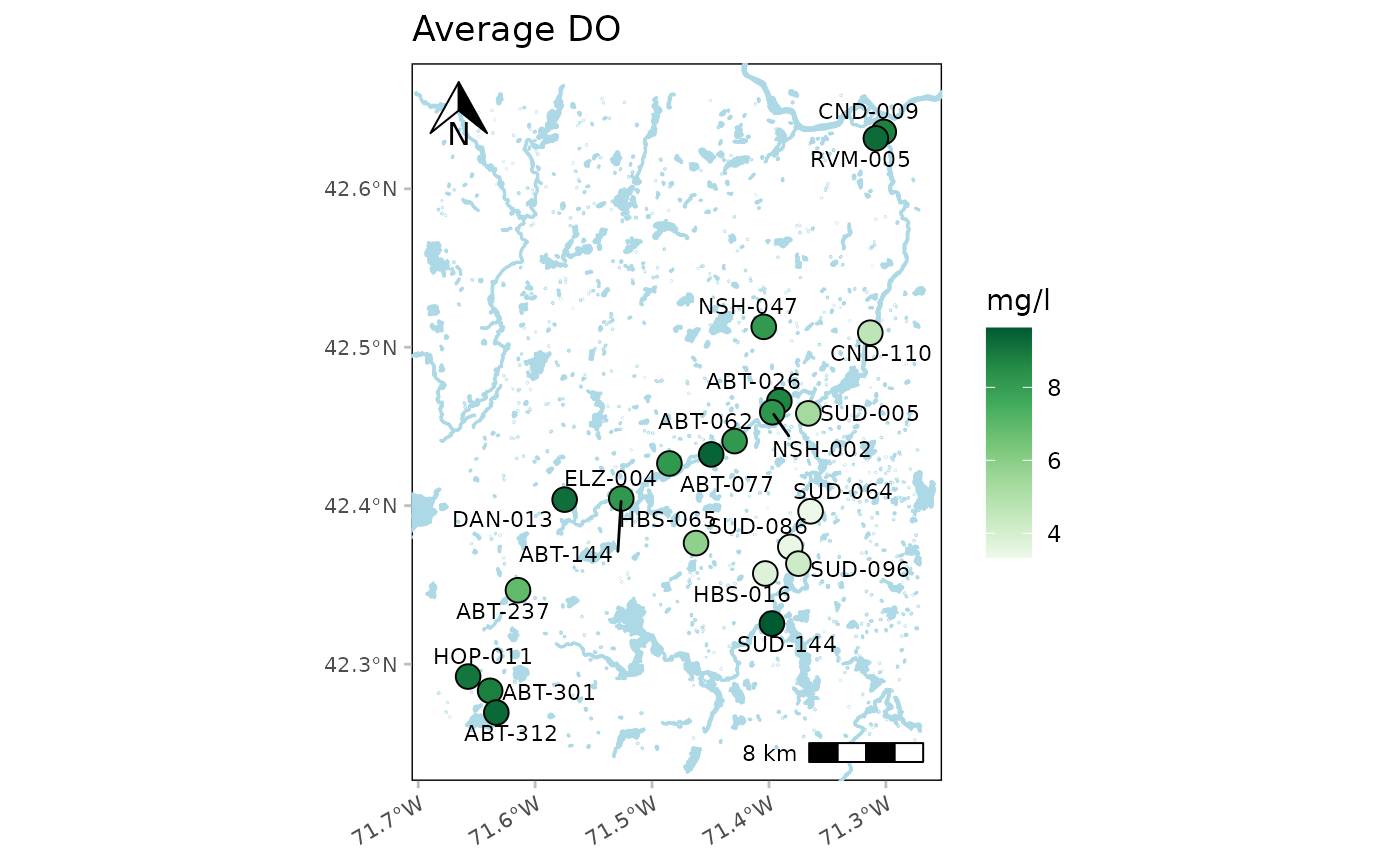 Average DO
N
CND-009
RVM-005
42.6°N
NSH-047
mg/l
CND-110
42.5°N
ABT-026
8
SUD-005
ABT-062
NSH-002
6
ELZ-004
ABT-077
SUD-064
42.4°N
DAN-013
HBS-065
SUD-086
4
ABT-144
SUD-096
HBS-016
ABT-237
SUD-144
HOP-011
42.3°N
ABT-301
ABT-312
8 km
71.7°W
71.6°W
71.5°W
71.4°W
71.3°W